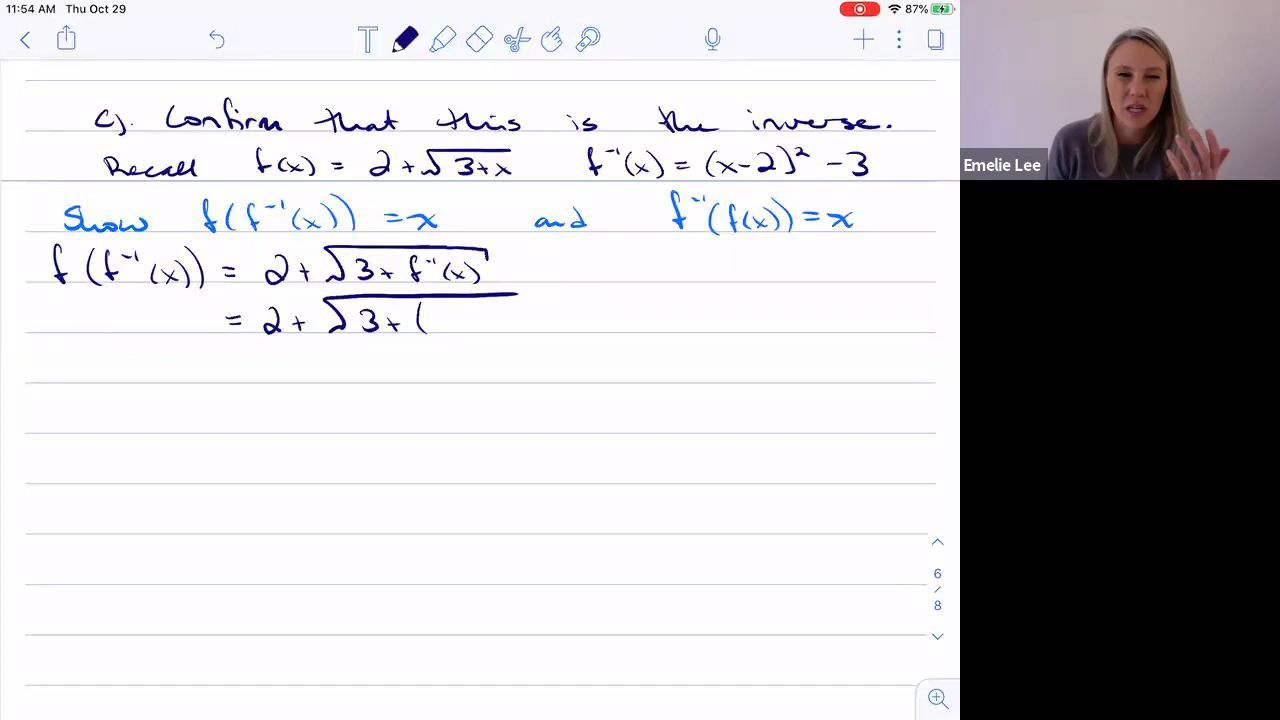 11:54 AM Thu Oct 29 87%
T
c). Confirm that this is the inverse.
Recall f(x) = 2 + √(3+x) f⁻¹(x) = (x-2)² - 3
Emelie Lee
Show f(f⁻¹(x)) = x and f⁻¹(f(x)) = x
f(f⁻¹(x)) = 2 + √(3 + f⁻¹(x))
= 2 + √(3 + (
6
/
8